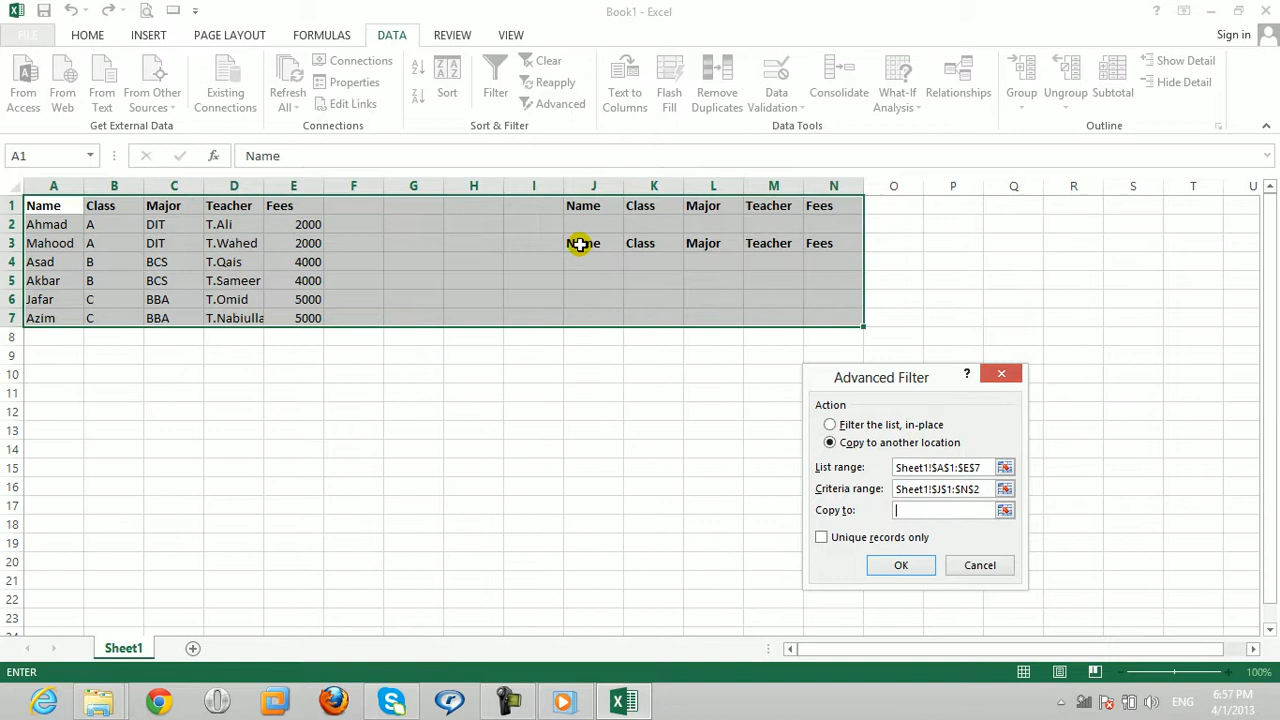 Book1 - Excel
FILE HOME INSERT PAGE LAYOUT FORMULAS DATA REVIEW VIEW Sign in
From Access
From Web
From Text
From Other Sources
Existing Connections
Get External Data
Refresh All
Connections
Properties
Edit Links
Connections
Sort
Filter
Clear
Reapply
Advanced
Sort & Filter
Text to Columns
Flash Fill
Remove Duplicates
Data Validation
Consolidate
What-If Analysis
Relationships
Data Tools
Group
Ungroup
Subtotal
Show Detail
Hide Detail
Outline
A1 fx Name
A B C D E F G H I J K L M N O P Q R S T U
1 Name Class Major Teacher Fees Name Class Major Teacher Fees
2 Ahmad A DIT T.Ali 2000
3 Mahood A DIT T.Wahed 2000 Name Class Major Teacher Fees
4 Asad B BCS T.Qais 4000
5 Akbar B BCS T.Sameer 4000
6 Jafar C BBA T.Omid 5000
7 Azim C BBA T.Nabiulla 5000
8
9
10
11
12
13
14
15
16
17
18
19
20
21
22
23
Advanced Filter ?
Action
Filter the list, in-place
Copy to another location
List range: Sheet1!$A$1:$E$7
Criteria range: Sheet1!$J$1:$N$2
Copy to:
Unique records only
OK Cancel
Sheet1
ENTER 100%
ENG 6:57 PM
4/1/2013